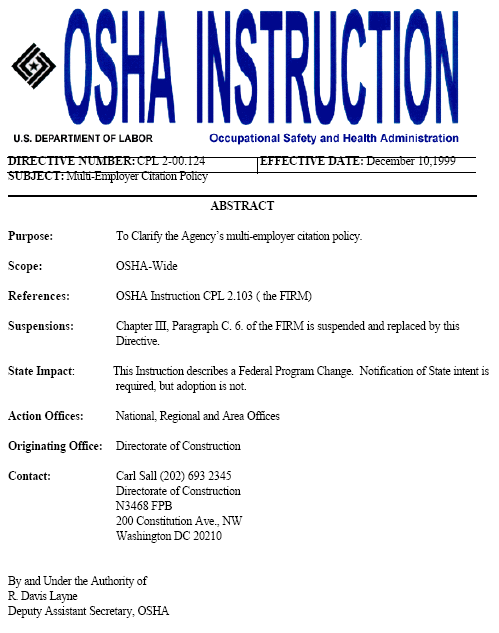 OSHA INSTRUCTION
U.S. DEPARTMENT OF LABOR Occupational Safety and Health Administration
DIRECTIVE NUMBER: CPL 2-00.124 EFFECTIVE DATE: December 10,1999
SUBJECT: Multi-Employer Citation Policy
ABSTRACT
Purpose: To Clarify the Agency's multi-employer citation policy.
Scope: OSHA-Wide
References: OSHA Instruction CPL 2.103 ( the FIRM)
Suspensions: Chapter III, Paragraph C. 6. of the FIRM is suspended and replaced by this
Directive.
State Impact: This Instruction describes a Federal Program Change. Notification of State intent is
required, but adoption is not.
Action Offices: National, Regional and Area Offices
Originating Office: Directorate of Construction
Contact: Carl Sall (202) 693 2345
Directorate of Construction
N3468 FPB
200 Constitution Ave., NW
Washington DC 20210
By and Under the Authority of
R. Davis Layne
Deputy Assistant Secretary, OSHA